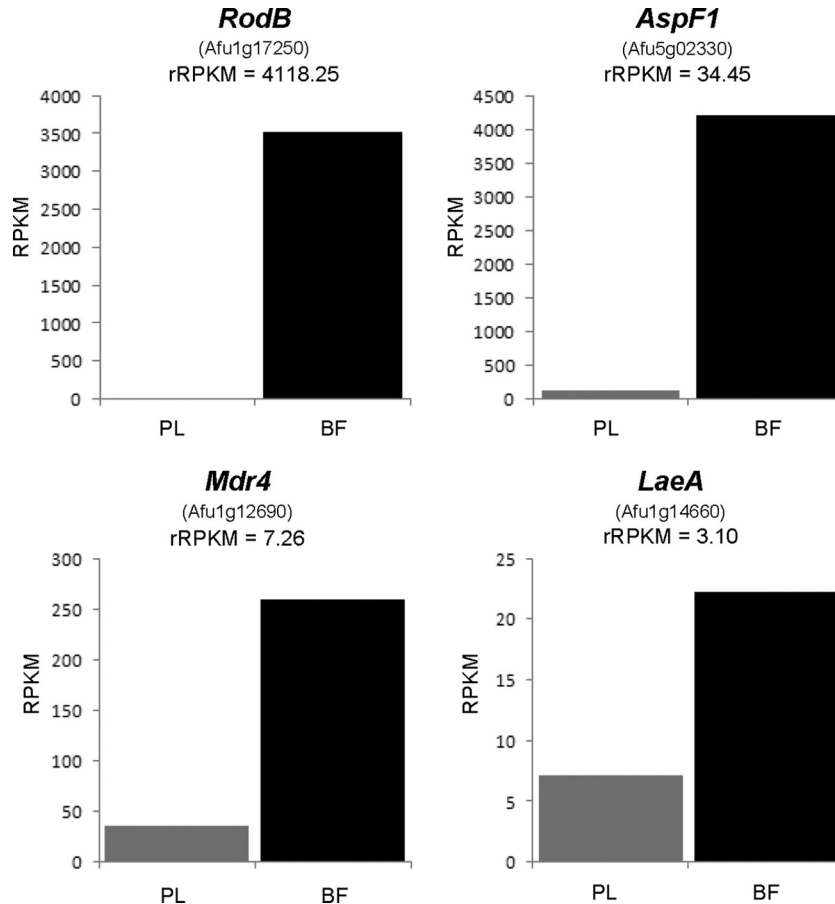 RodB
(Afu1g17250)
rRPKM = 4118.25
4000
3500
3000
2500
2000
1500
1000
500
0
RPKM
PL
BF
AspF1
(Afu5g02330)
rRPKM = 34.45
4500
4000
3500
3000
2500
2000
1500
1000
500
0
RPKM
PL
BF
Mdr4
(Afu1g12690)
rRPKM = 7.26
300
250
200
150
100
50
0
RPKM
PL
BF
LaeA
(Afu1g14660)
rRPKM = 3.10
25
20
15
10
5
0
RPKM
PL
BF